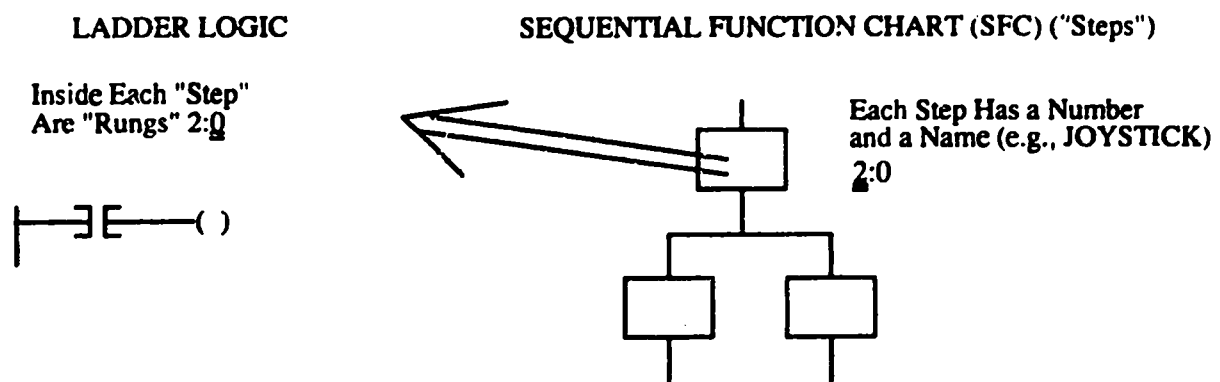 LADDER LOGIC
SEQUENTIAL FUNCTION CHART (SFC) ("Steps")
Inside Each "Step"
Are "Rungs" 2:0
Each Step Has a Number
and a Name (e.g., JOYSTICK)
2:0
( )